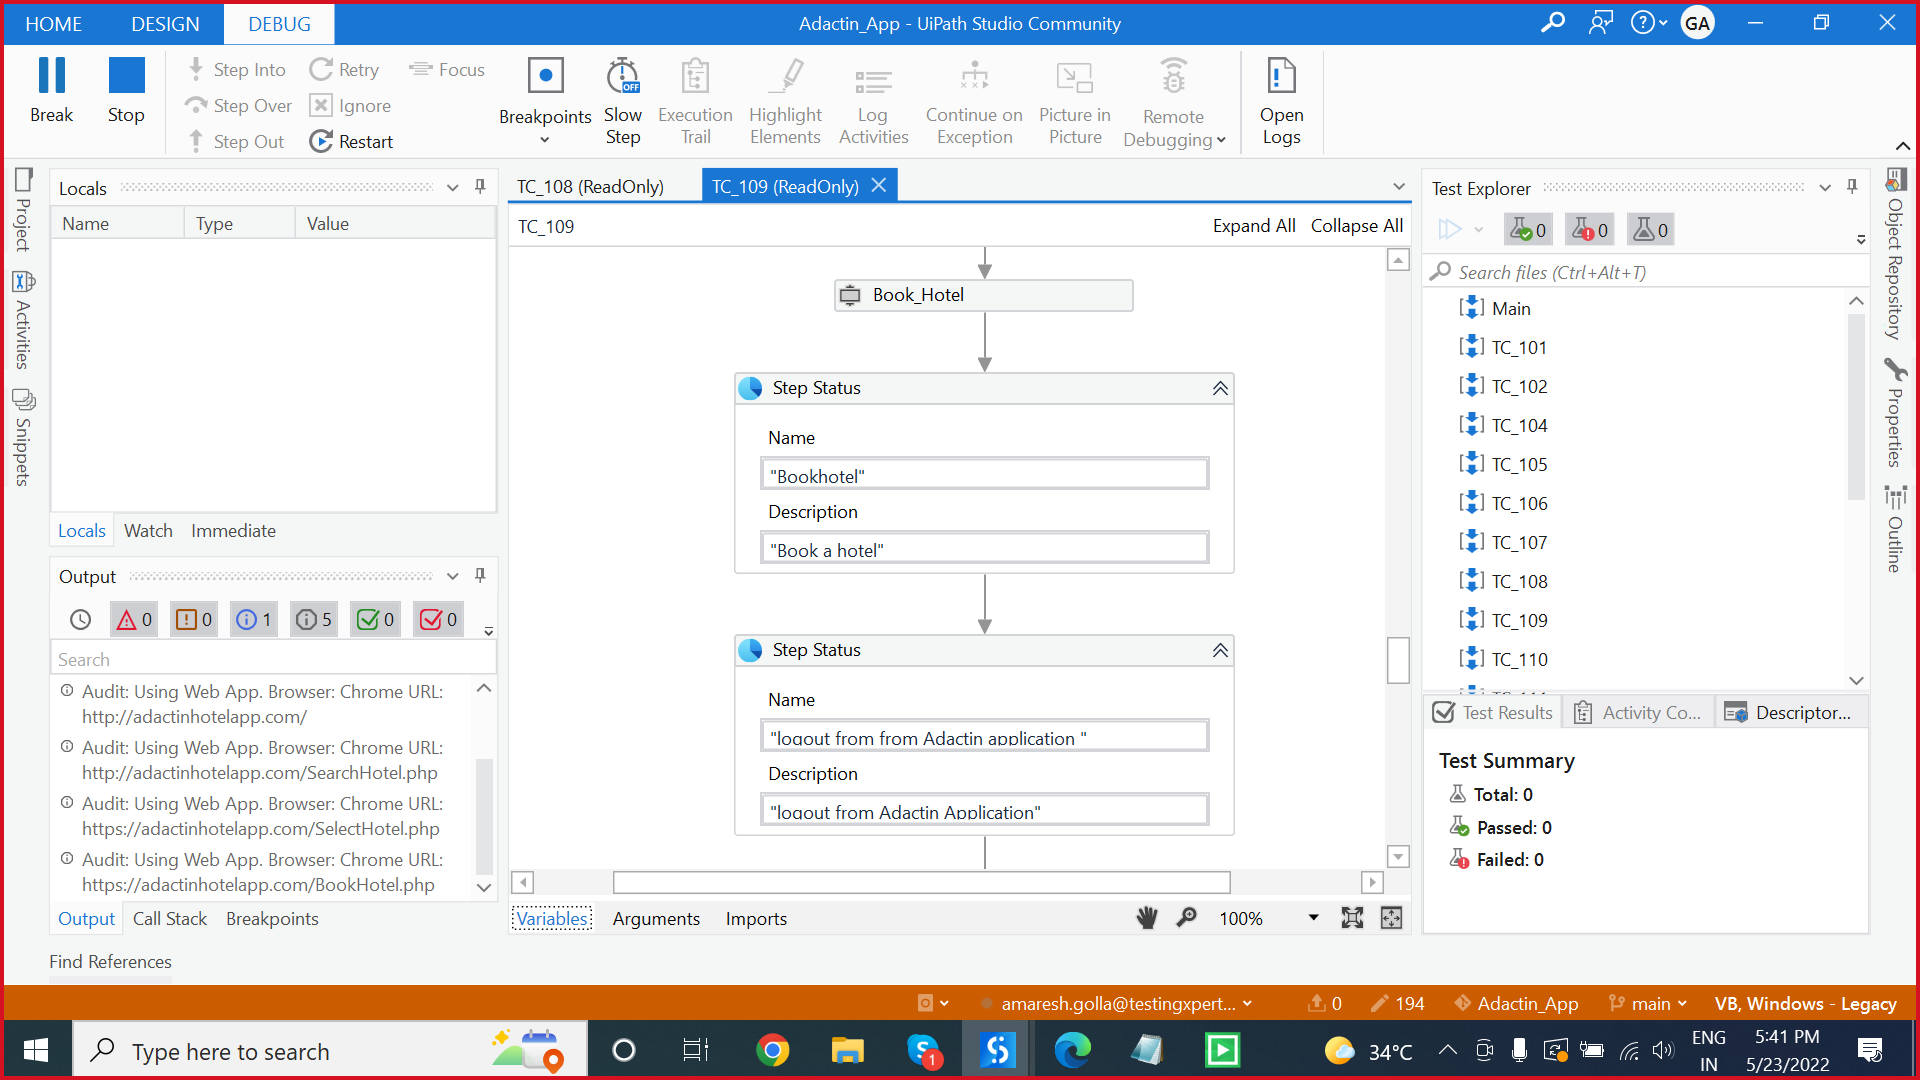 HOME DESIGN DEBUG Adactin_App - UiPath Studio Community GA
Break
Stop
Step Into Retry Focus
Step Over Ignore
Step Out Restart
Breakpoints
Slow Step
Execution Trail
Highlight Elements
Log Activities
Continue on Exception
Picture in Picture
Remote Debugging
Open Logs
Project
Activities
Snippets
Locals
Name Type Value
Locals Watch Immediate
Output
0 0 1 5 0 0
Search
Audit: Using Web App. Browser: Chrome URL:
http://adactinhotelapp.com/
Audit: Using Web App. Browser: Chrome URL:
http://adactinhotelapp.com/SearchHotel.php
Audit: Using Web App. Browser: Chrome URL:
https://adactinhotelapp.com/SelectHotel.php
Audit: Using Web App. Browser: Chrome URL:
https://adactinhotelapp.com/BookHotel.php
Output Call Stack Breakpoints
Find References
TC_108 (ReadOnly) TC_109 (ReadOnly)
TC_109 Expand All Collapse All
Book_Hotel
Step Status
Name
"Bookhotel"
Description
"Book a hotel"
Step Status
Name
"logout from from Adactin application "
Description
"logout from Adactin Application"
Variables Arguments Imports 100%
Test Explorer
0 0 0
Search files (Ctrl+Alt+T)
Main
TC_101
TC_102
TC_104
TC_105
TC_106
TC_107
TC_108
TC_109
TC_110
Test Results Activity Co... Descriptor...
Test Summary
Total: 0
Passed: 0
Failed: 0
Object Repository
Properties
Outline
amaresh.golla@testingxpert... 0 194 Adactin_App main VB, Windows - Legacy
Type here to search
1
34°C
ENG
IN
5:41 PM
5/23/2022